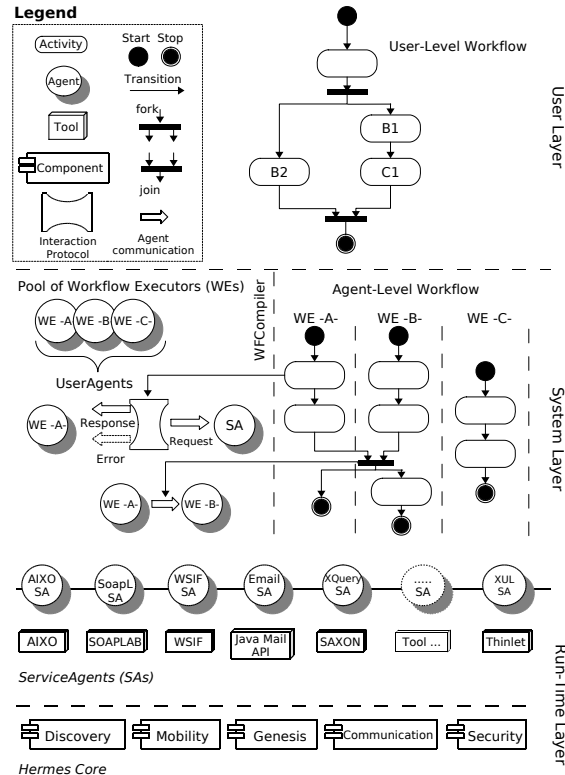 Legend
Activity
Agent
Tool
Component
Interaction
Protocol
Start
Stop
Transition
fork
join
Agent
communication
User-Level Workflow
B1
B2
C1
User Layer
Pool of Workflow Executors (WEs)
WE -A
WE -B
WE -C-
UserAgents
WE -A-
Response
Error
Request
SA
WE -A-
WE -B-
WFCompiler
Agent-Level Workflow
WE -A-
WE -B-
WE -C-
System Layer
AIXO
SA
SoapL
SA
WSIF
SA
Email
SA
XQuery
SA
.....
SA
XUL
SA
AIXO
SOAPLAB
WSIF
Java Mail
API
SAXON
Tool ...
Thinlet
ServiceAgents (SAs)
Run-Time Layer
Discovery
Mobility
Genesis
Communication
Security
Hermes Core